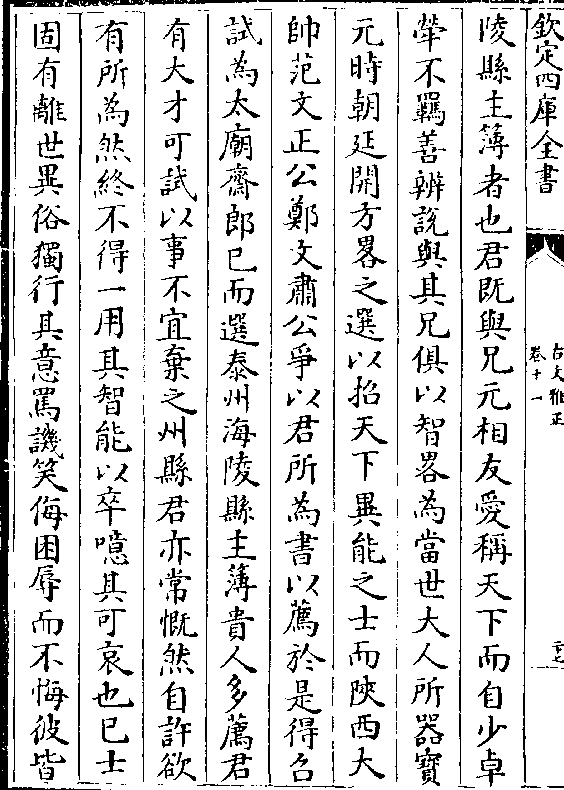 欽定四庫全書
古文雅正
卷十一
二十七
陵縣主簿者也君既與兄元相友愛稱天下而自少卓
犖不羈善辨說與其兄俱以智畧為當世大人所器寶
元時朝廷開方畧之選以招天下異能之士而陝西大
帥范文正公鄭文肅公爭以君所為書以薦於是得召
試為太廟齋郎已而選泰州海陵縣主簿貴人多薦君
有大才可試以事不宜棄之州縣君亦常慨然自許欲
有所為然終不得一用其智能以卒噫其可哀也已士
固有離世異俗獨行其意罵譏笑侮困辱而不悔彼皆